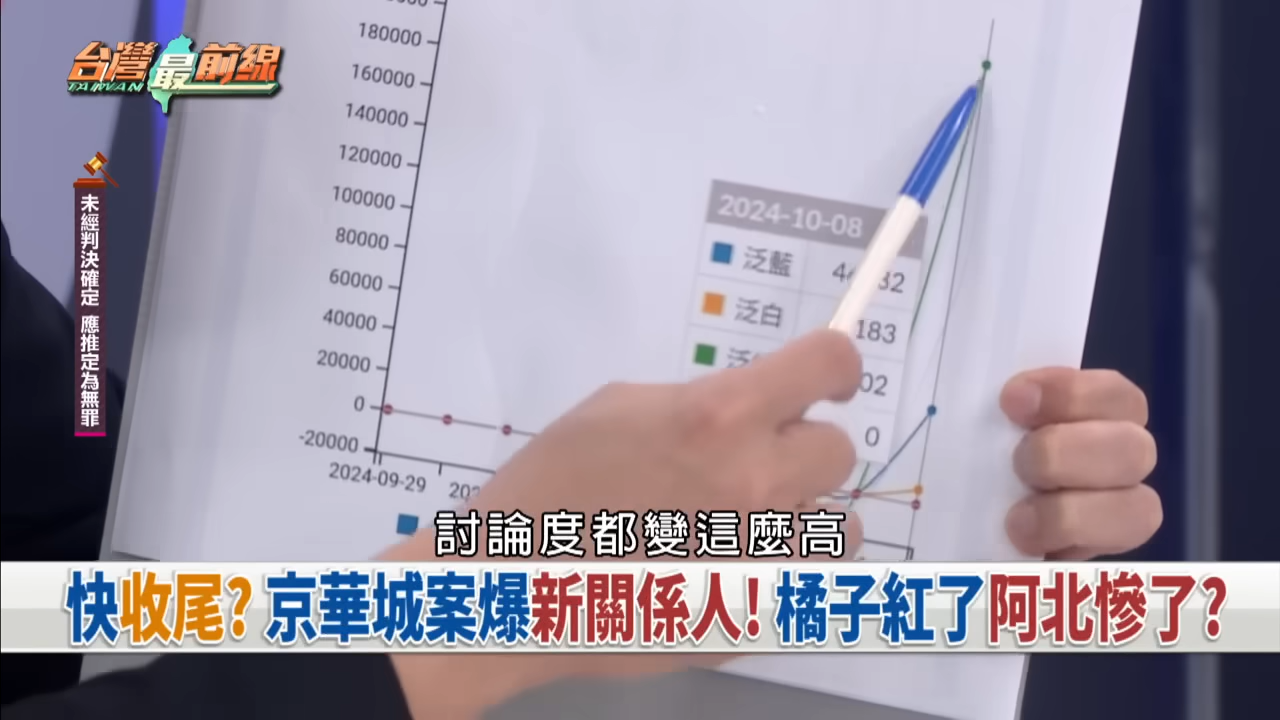 台灣最前線
TAIWAN
未經判決確定 應推定為無罪
180000
160000
140000
120000
100000
80000
60000
40000
20000
0
-20000
2024-09-29
2024-10-08
泛藍
泛白
183
02
0
討論度都變這麼高
快收尾? 京華城案爆新關係人! 橘子紅了阿北慘了?